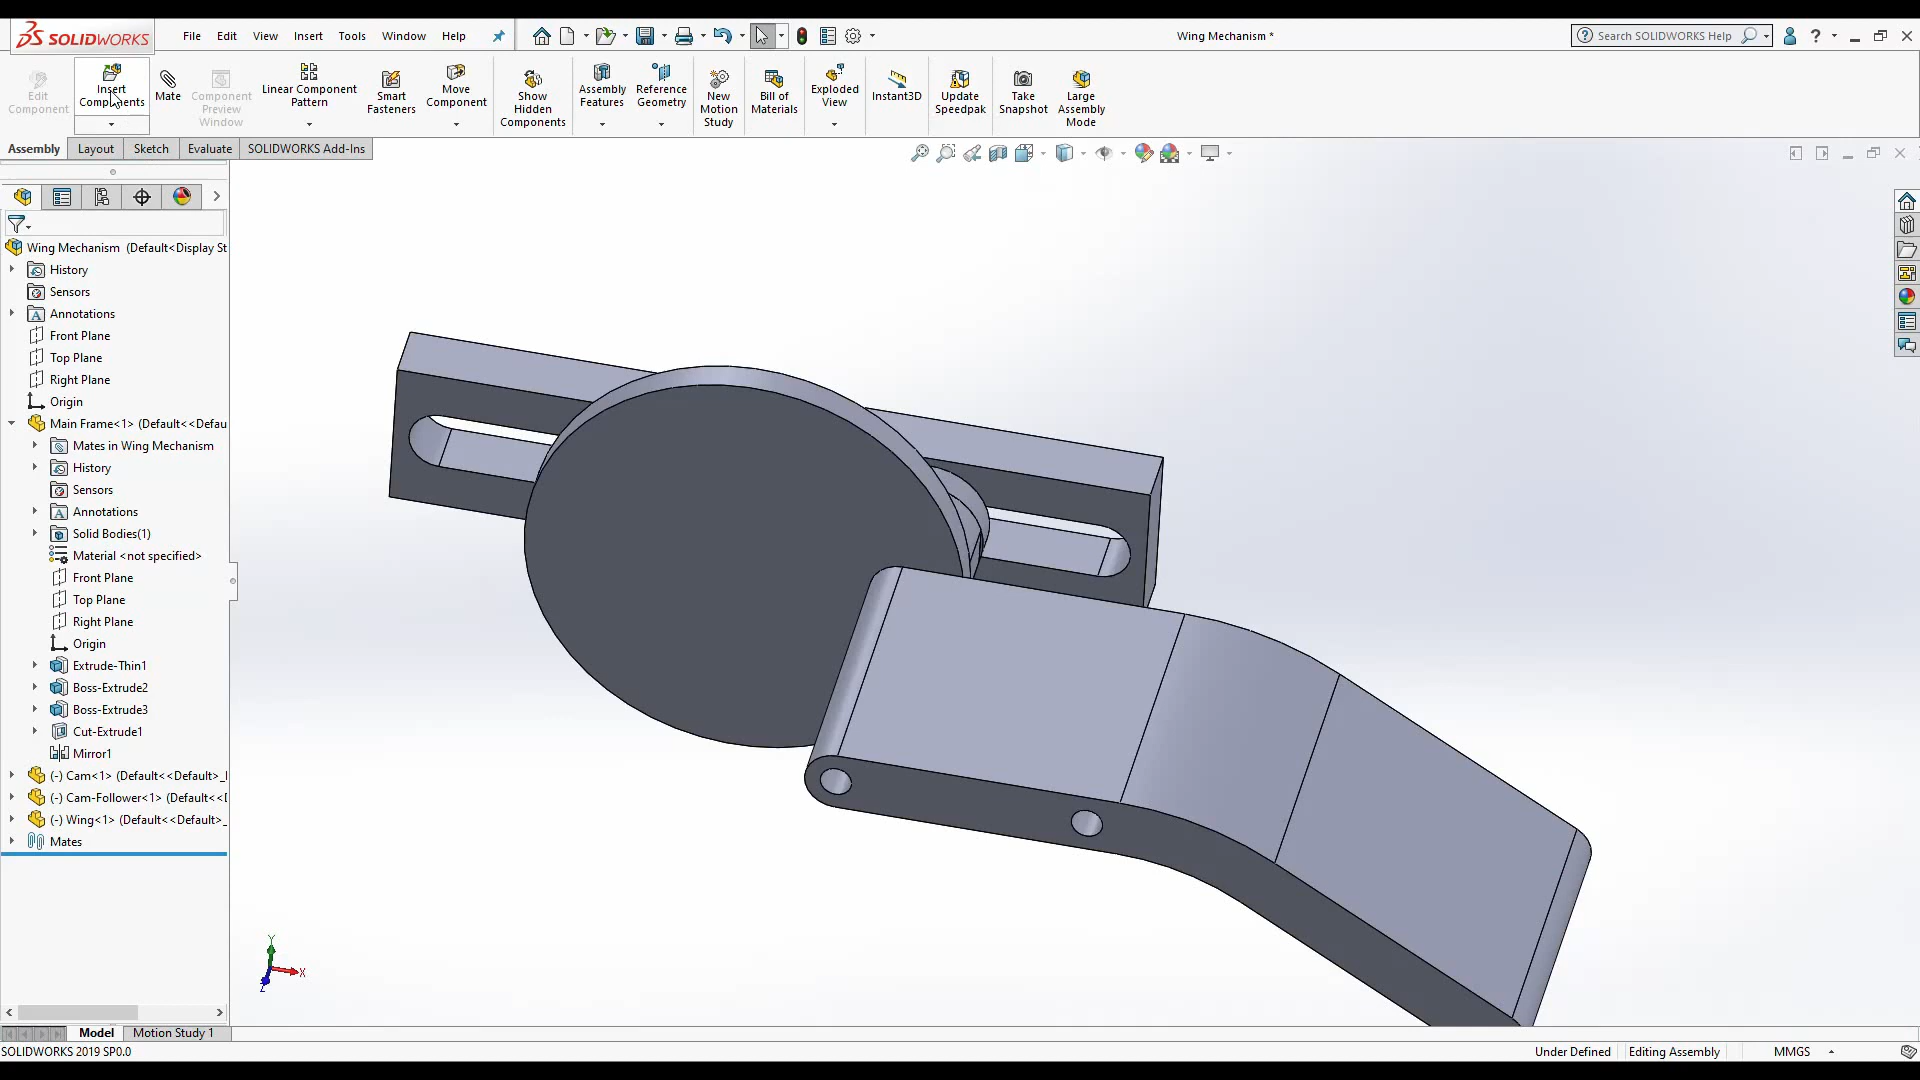 SOLIDWORKS File Edit View Insert Tools Window Help Wing Mechanism * Search SOLIDWORKS Help
Edit Component
Insert Components
Mate
Component Preview Window
Linear Component Pattern
Smart Fasteners
Move Component
Show Hidden Components
Assembly Features
Reference Geometry
New Motion Study
Bill of Materials
Exploded View
Instant3D
Update Speedpak
Take Snapshot
Large Assembly Mode
Assembly Layout Sketch Evaluate SOLIDWORKS Add-Ins
Wing Mechanism (Default<Display St
History
Sensors
Annotations
Front Plane
Top Plane
Right Plane
Origin
Main Frame<1> (Default<<Defau
Mates in Wing Mechanism
History
Sensors
Annotations
Solid Bodies(1)
Material <not specified>
Front Plane
Top Plane
Right Plane
Origin
Extrude-Thin1
Boss-Extrude2
Boss-Extrude3
Cut-Extrude1
Mirror1
(-) Cam<1> (Default<<Default>_
(-) Cam-Follower<1> (Default<<
(-) Wing<1> (Default<<Default>_
Mates
Y
X
Z
Model Motion Study 1
SOLIDWORKS 2019 SP0.0 Under Defined Editing Assembly MMGS